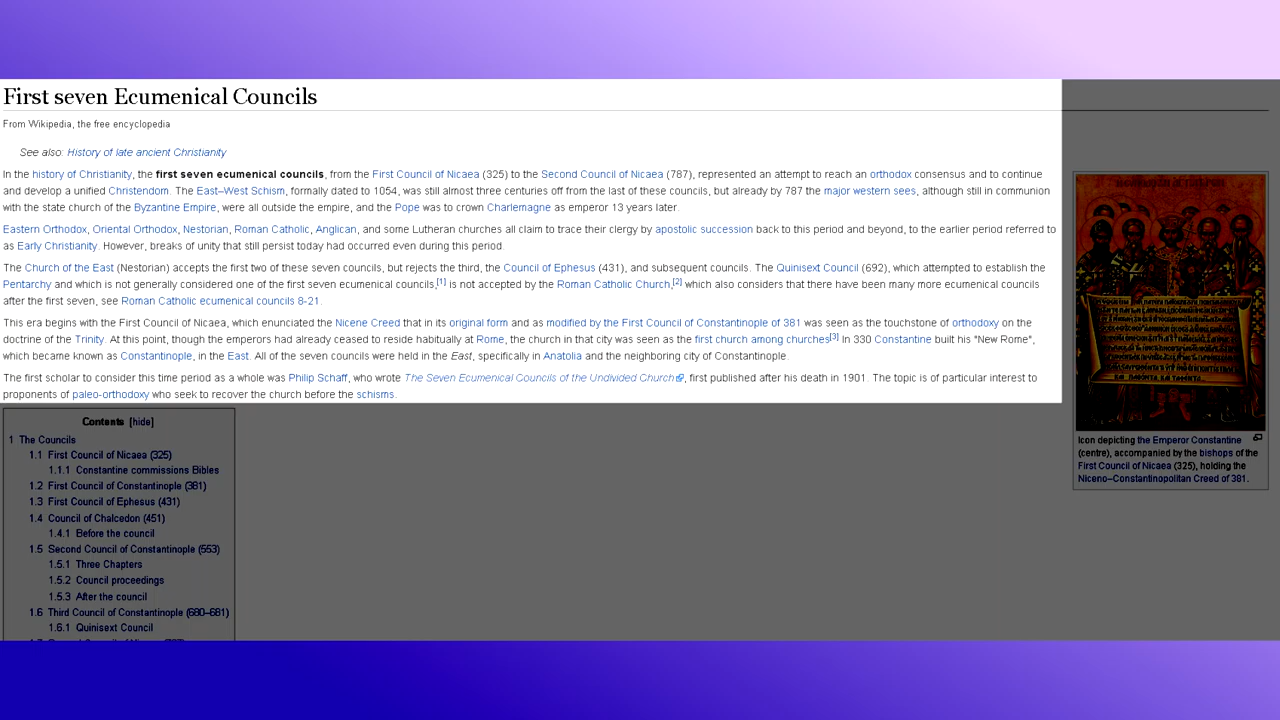 First seven Ecumenical Councils
From Wikipedia, the free encyclopedia
See also: History of late ancient Christianity
In the history of Christianity, the first seven ecumenical councils, from the First Council of Nicaea (325) to the Second Council of Nicaea (787), represented an attempt to reach an orthodox consensus and to continue
and develop a unified Christendom. The East–West Schism, formally dated to 1054, was still almost three centuries off from the last of these councils, but already by 787 the major western sees, although still in communion
with the state church of the Byzantine Empire, were all outside the empire, and the Pope was to crown Charlemagne as emperor 13 years later.
Eastern Orthodox, Oriental Orthodox, Nestorian, Roman Catholic, Anglican, and some Lutheran churches all claim to trace their clergy by apostolic succession back to this period and beyond, to the earlier period referred to
as Early Christianity. However, breaks of unity that still persist today had occurred even during this period.
The Church of the East (Nestorian) accepts the first two of these seven councils, but rejects the third, the Council of Ephesus (431), and subsequent councils. The Quinisext Council (692), which attempted to establish the
Pentarchy and which is not generally considered one of the first seven ecumenical councils,[1] is not accepted by the Roman Catholic Church,[2] which also considers that there have been many more ecumenical councils
after the first seven, see Roman Catholic ecumenical councils 8-21.
This era begins with the First Council of Nicaea, which enunciated the Nicene Creed that in its original form and as modified by the First Council of Constantinople of 381 was seen as the touchstone of orthodoxy on the
doctrine of the Trinity. At this point, though the emperors had already ceased to reside habitually at Rome, the church in that city was seen as the first church among churches[3] In 330 Constantine built his "New Rome",
which became known as Constantinople, in the East. All of the seven councils were held in the East, specifically in Anatolia and the neighboring city of Constantinople.
The first scholar to consider this time period as a whole was Philip Schaff, who wrote The Seven Ecumenical Councils of the Undivided Church, first published after his death in 1901. The topic is of particular interest to
proponents of paleo-orthodoxy who seek to recover the church before the schisms.
Contents [hide]
1 The Councils
1.1 First Council of Nicaea (325)
1.1.1 Constantine commissions Bibles
1.2 First Council of Constantinople (381)
1.3 First Council of Ephesus (431)
1.4 Council of Chalcedon (451)
1.4.1 Before the council
1.5 Second Council of Constantinople (553)
1.5.1 Three Chapters
1.5.2 Council proceedings
1.5.3 After the council
1.6 Third Council of Constantinople (680–681)
1.6.1 Quinisext Council
Icon depicting the Emperor Constantine
(centre), accompanied by the bishops of the
First Council of Nicaea (325), holding the
Niceno–Constantinopolitan Creed of 381.